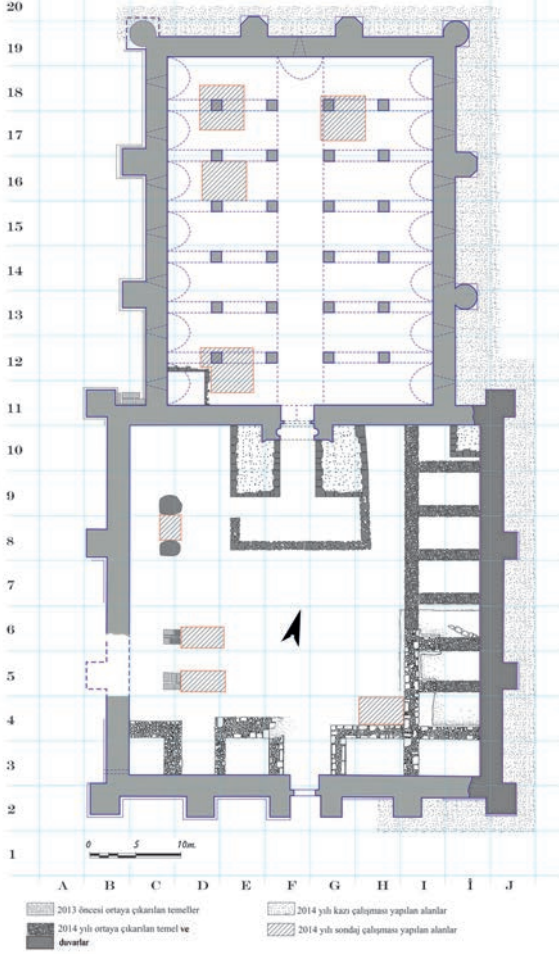 20
19
18
17
16
15
14
13
12
11
10
9
8
7
6
5
4
3
2
1
0 5 10m.
A B C D E F G H I Î J
2013 öncesi ortaya çıkarılan temeller
2014 yılı kazı çalışması yapılan alanlar
2014 yılı ortaya çıkarılan temel ve
duvarlar
2014 yılı sondaj çalışması yapılan alanlar